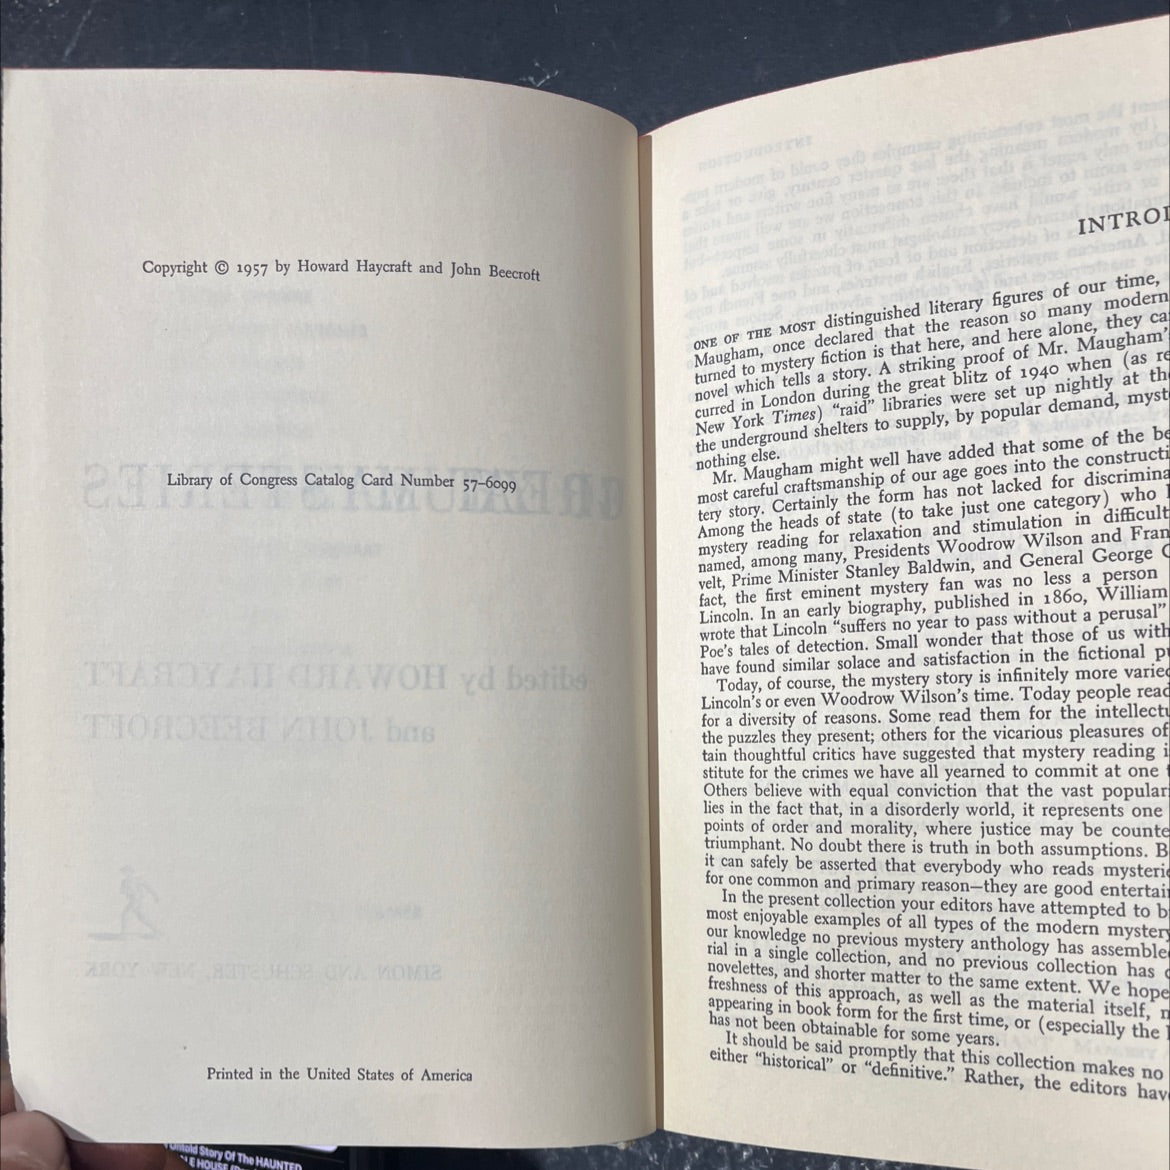 Copyright © 1957 by Howard Haycraft and John Beecroft
Library of Congress Catalog Card Number 57-6099
edited by HOWARD HAYCRAFT
and JOHN BEECROFT
SIMON AND SCHUSTER, NEW YORK
Printed in the United States of America
INTRODUCTION
INTROD
ONE OF THE MOST distinguished literary figures of our time,
Maugham, once declared that the reason so many modern
turned to mystery fiction is that here, and here alone, they ca
novel which tells a story. A striking proof of Mr. Maugham'
curred in London during the great blitz of 1940 when (as re
New York Times) “raid” libraries were set up nightly at th
the underground shelters to supply, by popular demand, myst
nothing else.
Mr. Maugham might well have added that some of the be
most careful craftsmanship of our age goes into the constructi
tery story. Certainly the form has not lacked for discrimina
Among the heads of state (to take just one category) who
mystery reading for relaxation and stimulation in difficult
named, among many, Presidents Woodrow Wilson and Fran
velt, Prime Minister Stanley Baldwin, and General George
fact, the first eminent mystery fan was no less a person
Lincoln. In an early biography, published in 1860, William
wrote that Lincoln “suffers no year to pass without a perusal”
Poe's tales of detection. Small wonder that those of us with
have found similar solace and satisfaction in the fictional p
Today, of course, the mystery story is infinitely more varie
Lincoln's or even Woodrow Wilson's time. Today people read
for a diversity of reasons. Some read them for the intellectu
the puzzles they present; others for the vicarious pleasures of
tain thoughtful critics have suggested that mystery reading i
stitute for the crimes we have all yearned to commit at one
Others believe with equal conviction that the vast popular
lies in the fact that, in a disorderly world, it represents one
points of order and morality, where justice may be counte
triumphant. No doubt there is truth in both assumptions. B
it can safely be asserted that everybody who reads mysterie
for one common and primary reason—they are good entertai
In the present collection your editors have attempted to b
most enjoyable examples of all types of the modern mystery
our knowledge no previous mystery anthology has assemble
rial in a single collection, and no previous collection has
novelettes, and shorter matter to the same extent. We hope
freshness of this approach, as well as the material itself,
appearing in book form for the first time, or (especially the
has not been obtainable for some years.
It should be said promptly that this collection makes no
either “historical” or “definitive.” Rather, the editors hav
Untold Story Of The HAUNTED
HOUSE